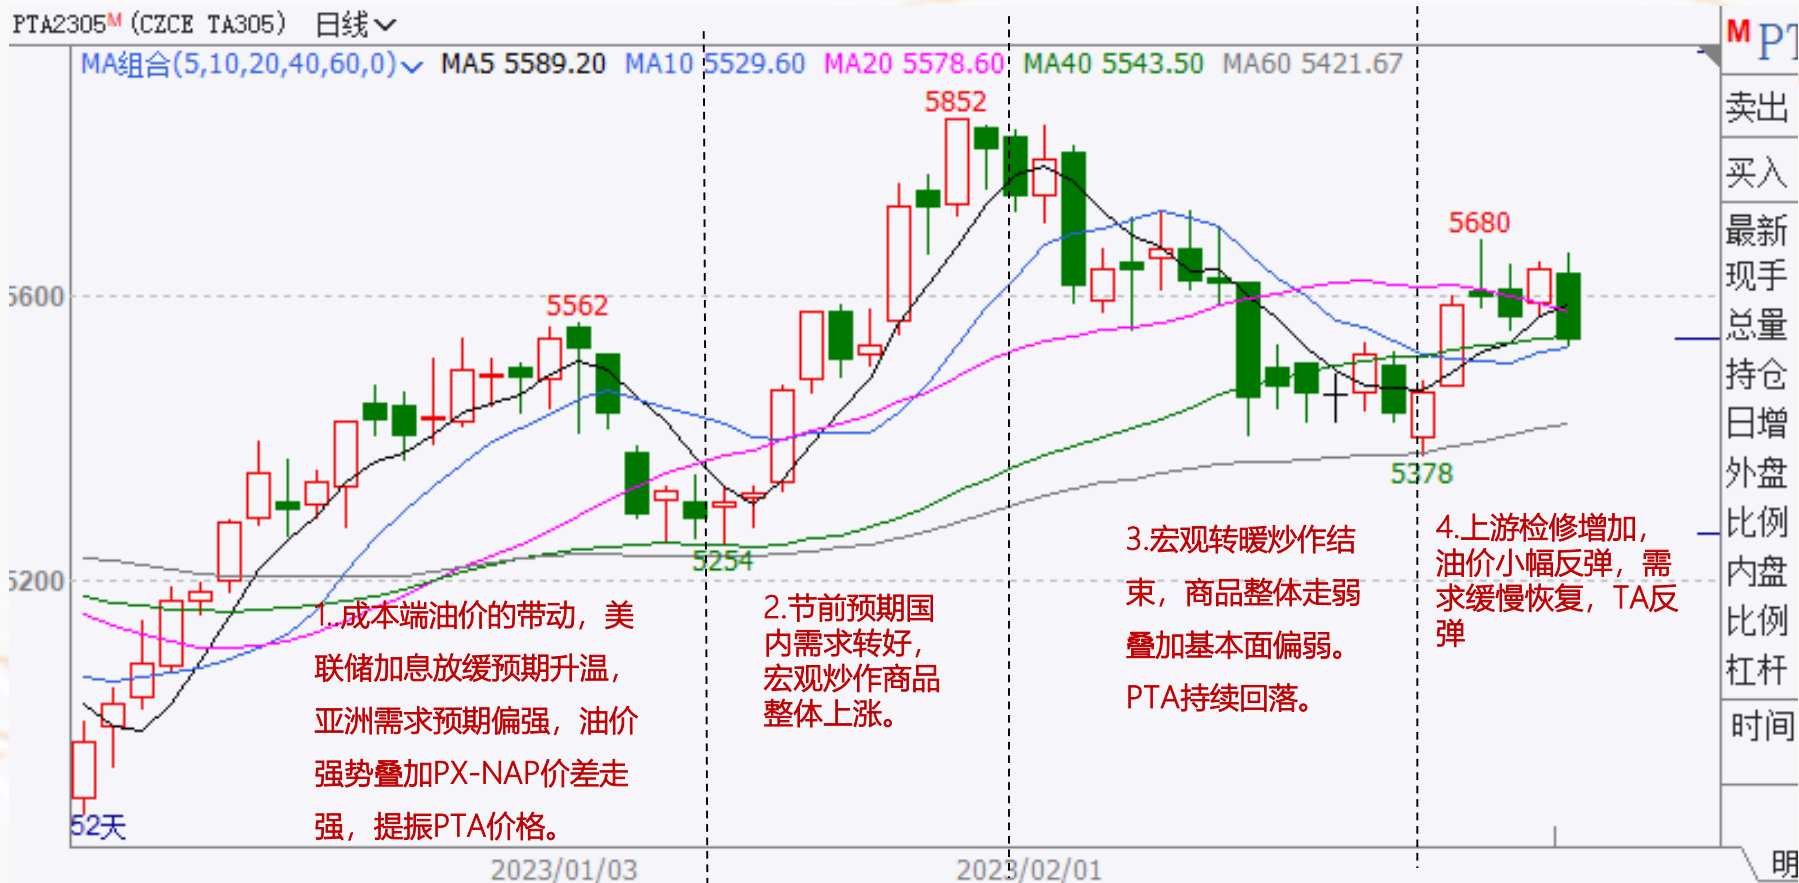 PTA2305M (CZCE TA305) 日线
MA组合(5,10,20,40,60,0) MA5 5589.20 MA10 5529.60 MA20 5578.60 MA40 5543.50 MA60 5421.67
5852
5680
5600
5562
5378
5254
5200
1..成本端油价的带动，美
联储加息放缓预期升温，
亚洲需求预期偏强，油价
强势叠加PX-NAP价差走
强，提振PTA价格。
2.节前预期国
内需求转好，
宏观炒作商品
整体上涨。
3.宏观转暖炒作结
束，商品整体走弱
叠加基本面偏弱。
PTA持续回落。
4.上游检修增加，
油价小幅反弹，需
求缓慢恢复，TA反
弹
52天
2023/01/03
2023/02/01
M PT
卖出
买入
最新
现手
总量
持仓
日增
外盘
比例
内盘
比例
杠杆
时间
明